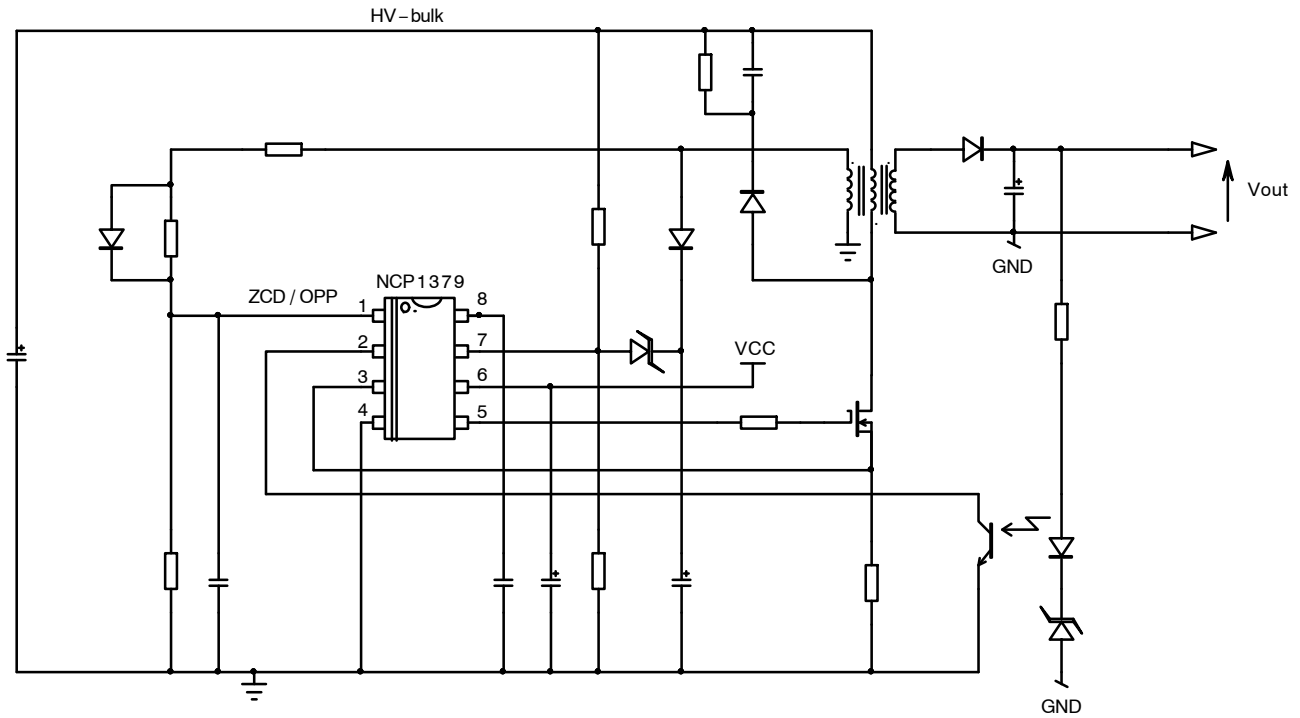 HV-bulk
Vout
GND
NCP1379
ZCD / OPP
1 8
2 7
VCC
3 6
4 5
GND